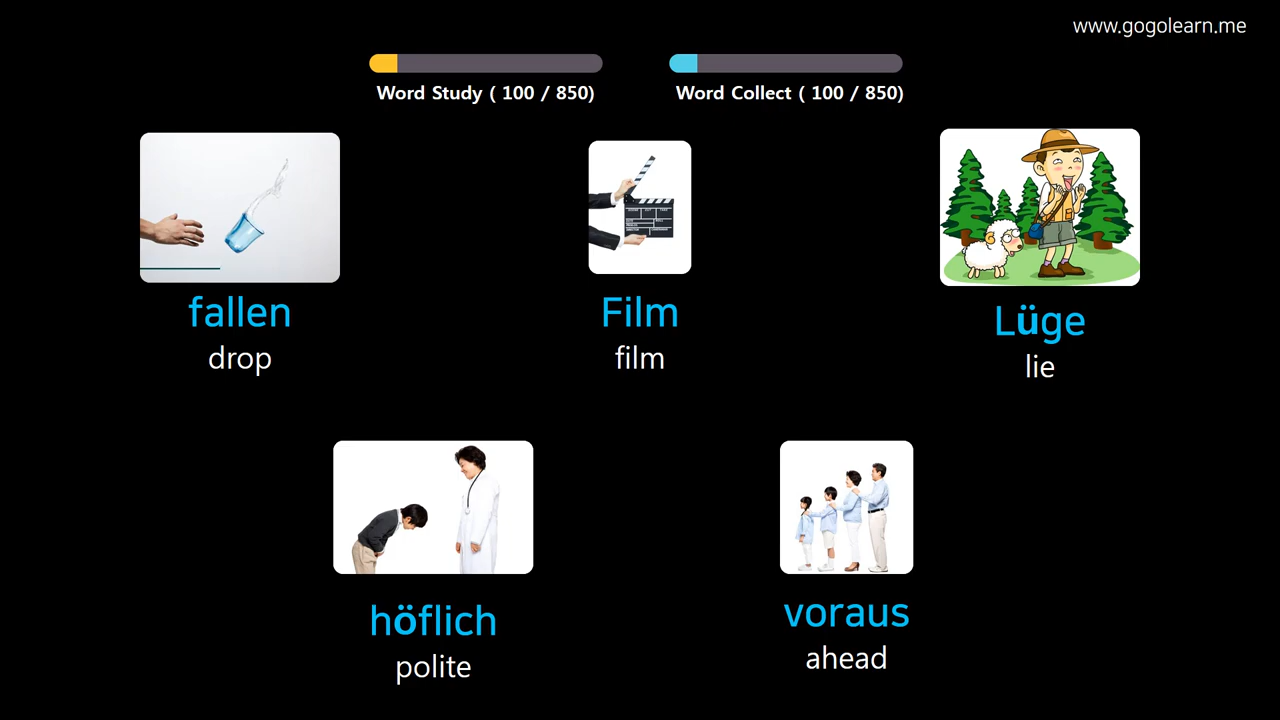 www.gogolearn.me
Word Study ( 100 / 850)
Word Collect ( 100 / 850)
fallen
drop
Film
film
Lüge
lie
höflich
polite
voraus
ahead